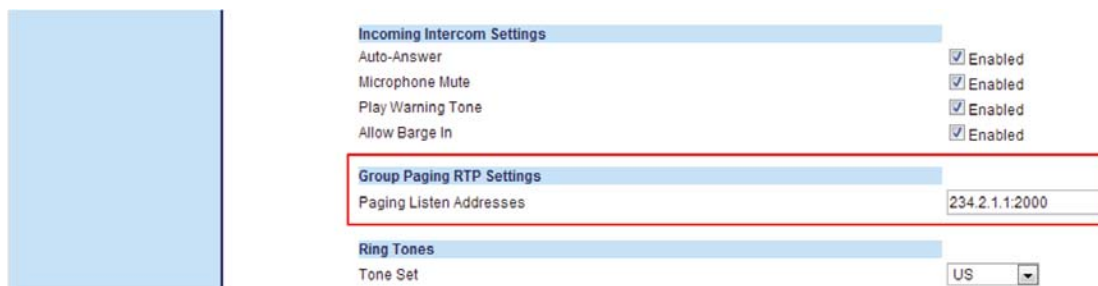 Incoming Intercom Settings
Auto-Answer Enabled
Microphone Mute Enabled
Play Warning Tone Enabled
Allow Barge In Enabled
Group Paging RTP Settings
Paging Listen Addresses 234.2.1.1:2000
Ring Tones
Tone Set US